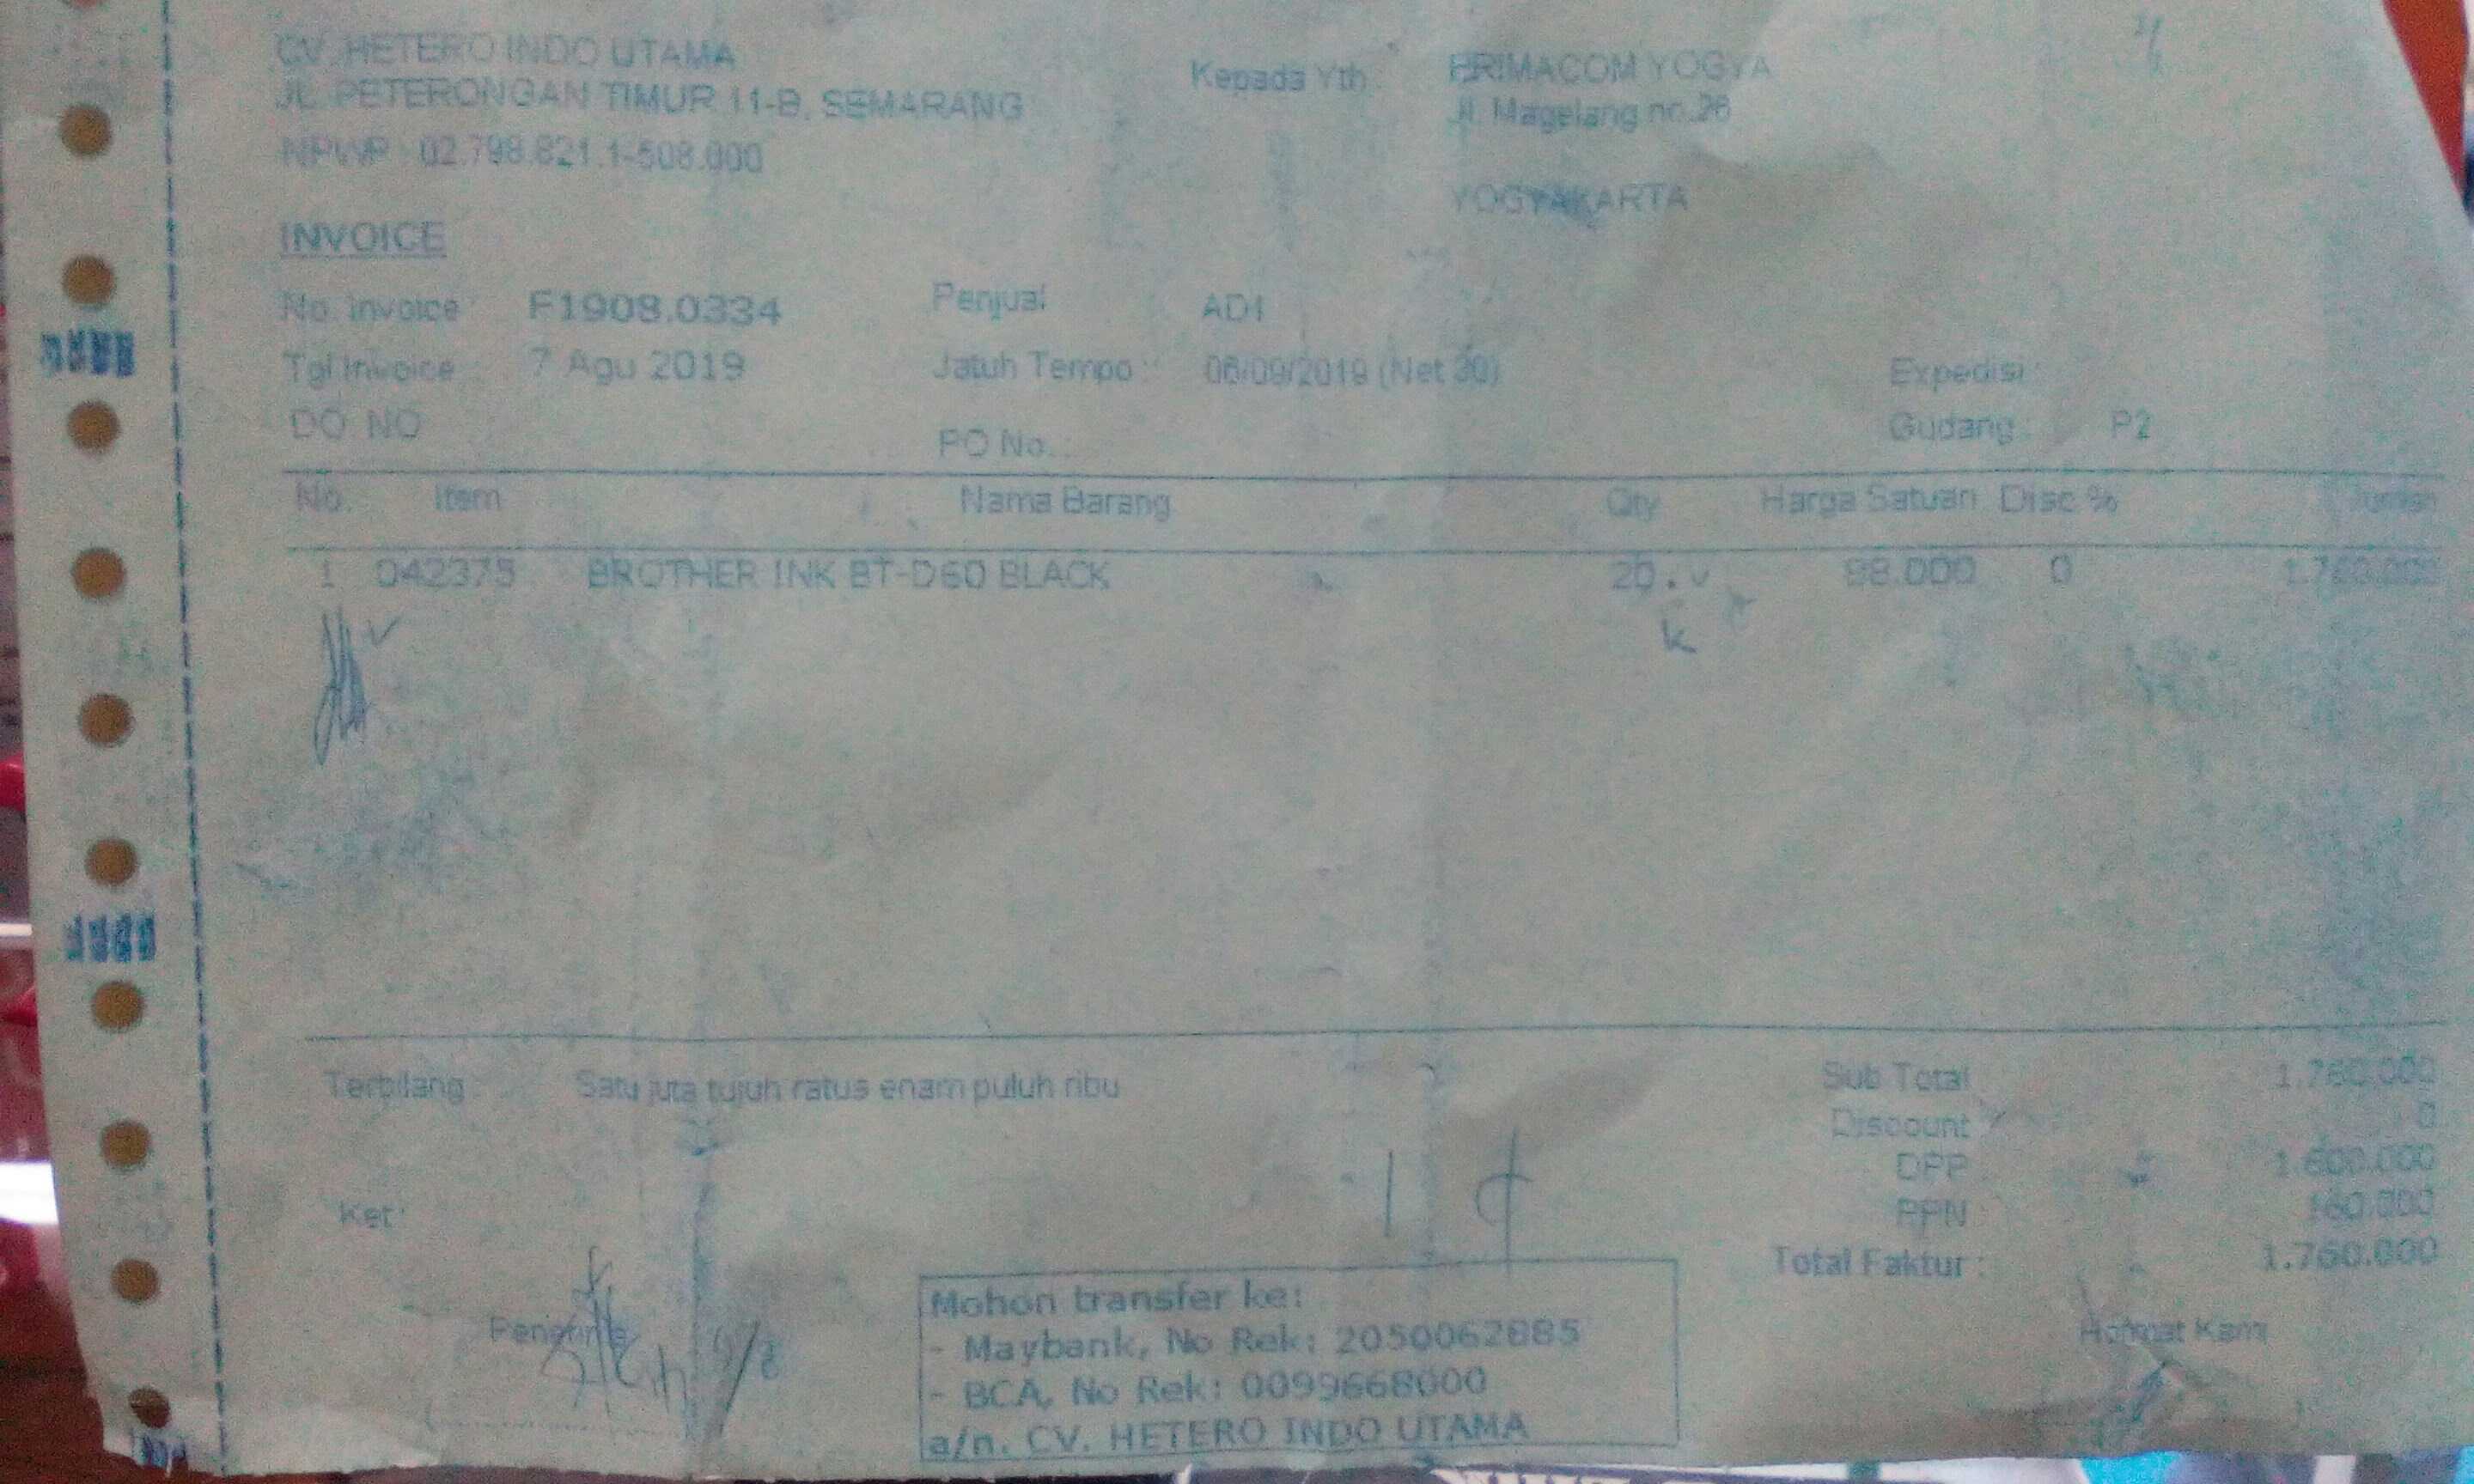 CV. HETERO INDO UTAMA
JL. PETERONGAN TIMUR 11-B, SEMARANG
NPWP : 02.798.821.1-508.000
Kepada Yth :
PRIMACOM YOGYA
Jl. Magelang no.26
YOGYAKARTA
INVOICE
No. Invoice : F1908.0334 Penjual ADI
Tgl Invoice : 7 Agu 2019 Jatuh Tempo : 06/09/2019 (Net 30) Expedisi :
DO NO PO No. : Gudang : P2
No. Item Nama Barang Qty Harga Satuan Disc % Jumlah
1 042375 BROTHER INK BT-D60 BLACK 20 88.000 0 1.760.000
Terbilang : Satu juta tujuh ratus enam puluh ribu
Sub Total 1.760.000
Discount 0
DPP 1.600.000
PPN 160.000
Total Faktur : 1.760.000
Ket :
Penerima
Mohon transfer ke:
- Maybank, No Rek: 2050062885
- BCA, No Rek: 0099668000
a/n. CV. HETERO INDO UTAMA
Hormat Kami